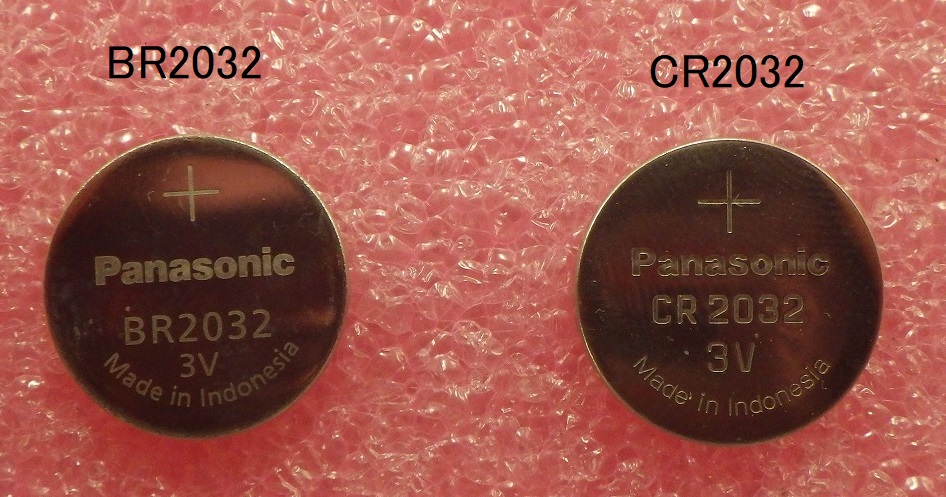 BR2032
CR2032
+
Panasonic
BR2032
3V
Made in Indonesia
+
Panasonic
CR 2032
3V
Made in Indonesia